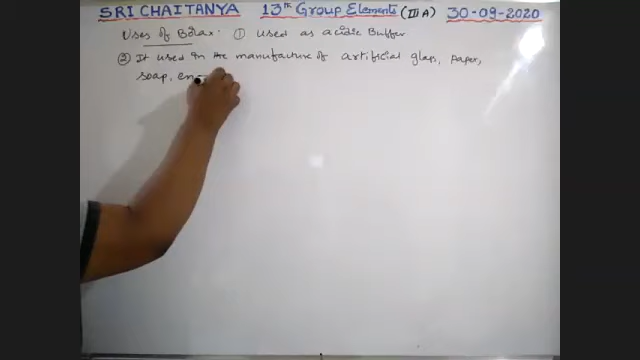 SRI CHAITANYA 13th Group Elements (III A) 30-09-2020
Uses of Borax: ① used as acidic Buffer
② It used in the manufacture of artificial glass, paper,
soap, en